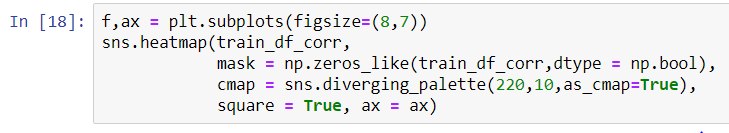 In [18]: f,ax = plt.subplots(figsize=(8,7))
sns.heatmap(train_df_corr,
mask = np.zeros_like(train_df_corr,dtype = np.bool),
cmap = sns.diverging_palette(220,10,as_cmap=True),
square = True, ax = ax)